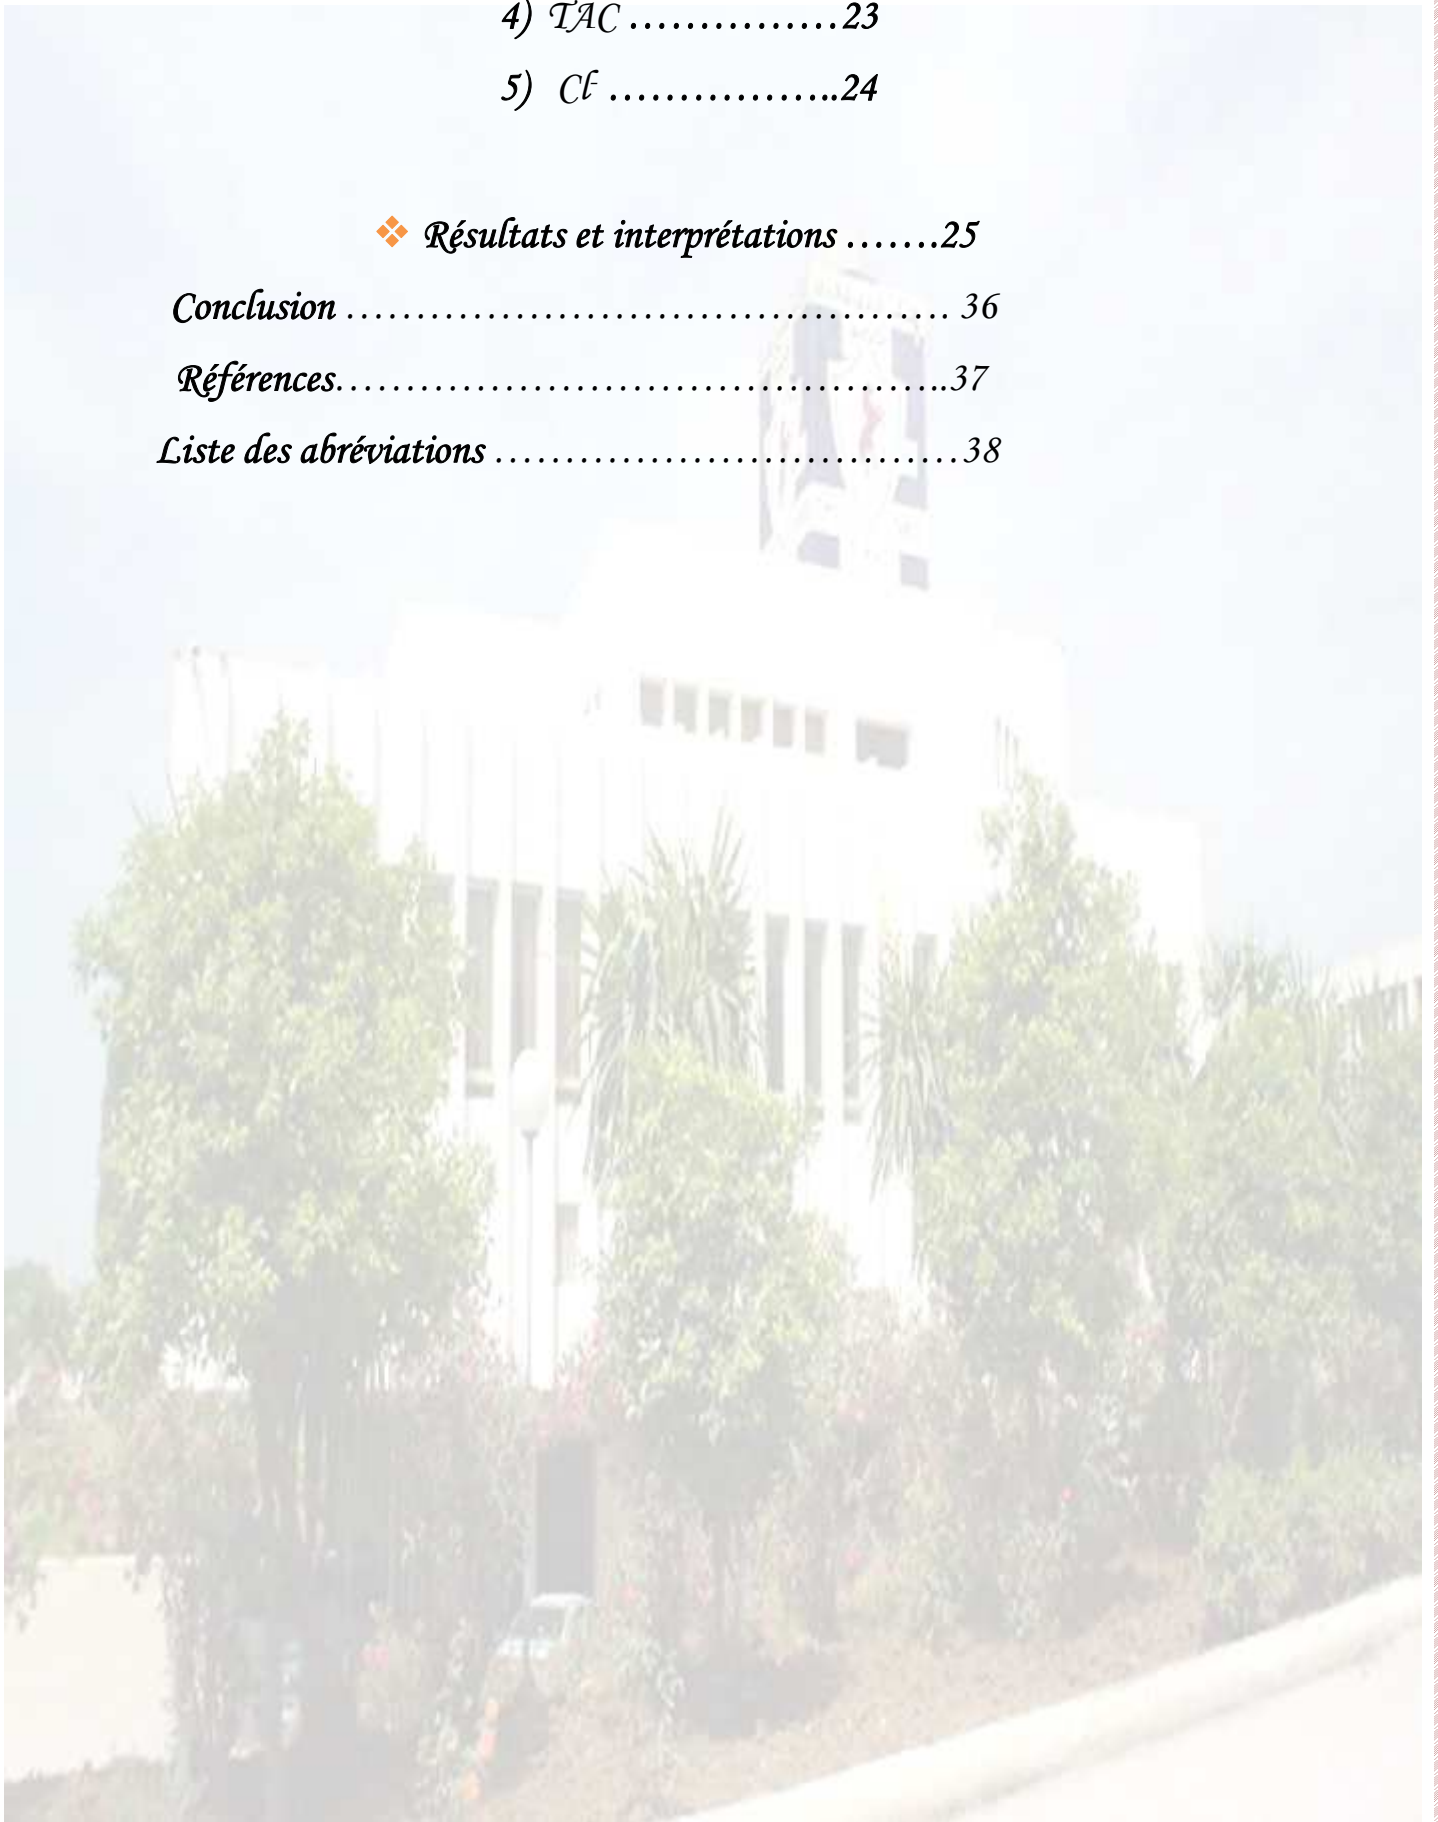 4) TAC ……………23
5) Cl- ……………..24
❖ Résultats et interprétations …….25
Conclusion ……………………………………. 36
Références……………………………………..37
Liste des abréviations ……………………………38